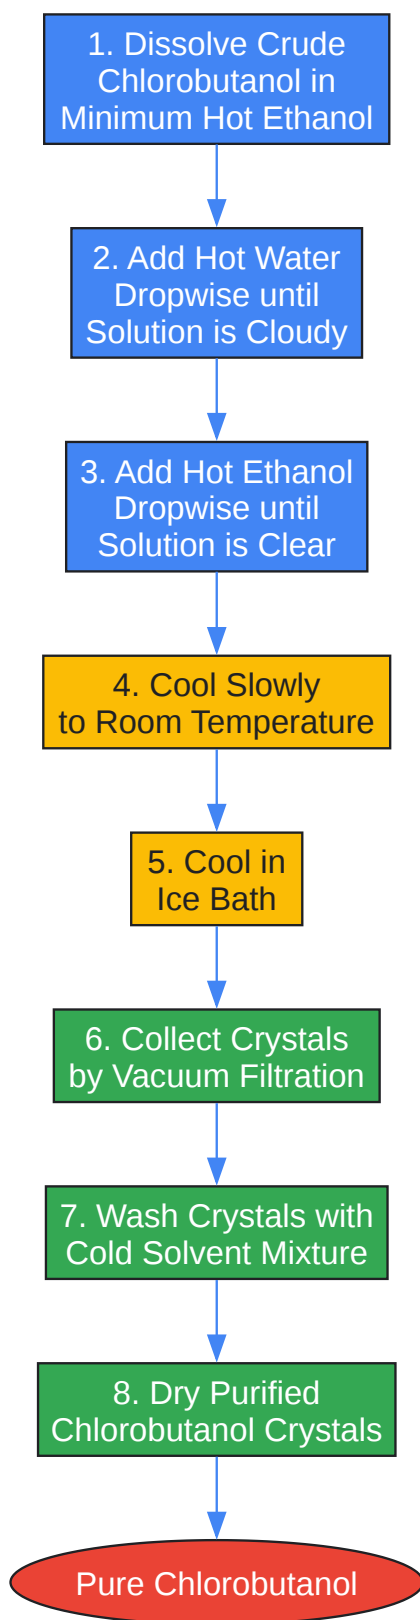 1. Dissolve Crude
Chlorobutanol in
Minimum Hot Ethanol
2. Add Hot Water
Dropwise until
Solution is Cloudy
3. Add Hot Ethanol
Dropwise until
Solution is Clear
4. Cool Slowly
to Room Temperature
5. Cool in
Ice Bath
6. Collect Crystals
by Vacuum Filtration
7. Wash Crystals with
Cold Solvent Mixture
8. Dry Purified
Chlorobutanol Crystals
Pure Chlorobutanol